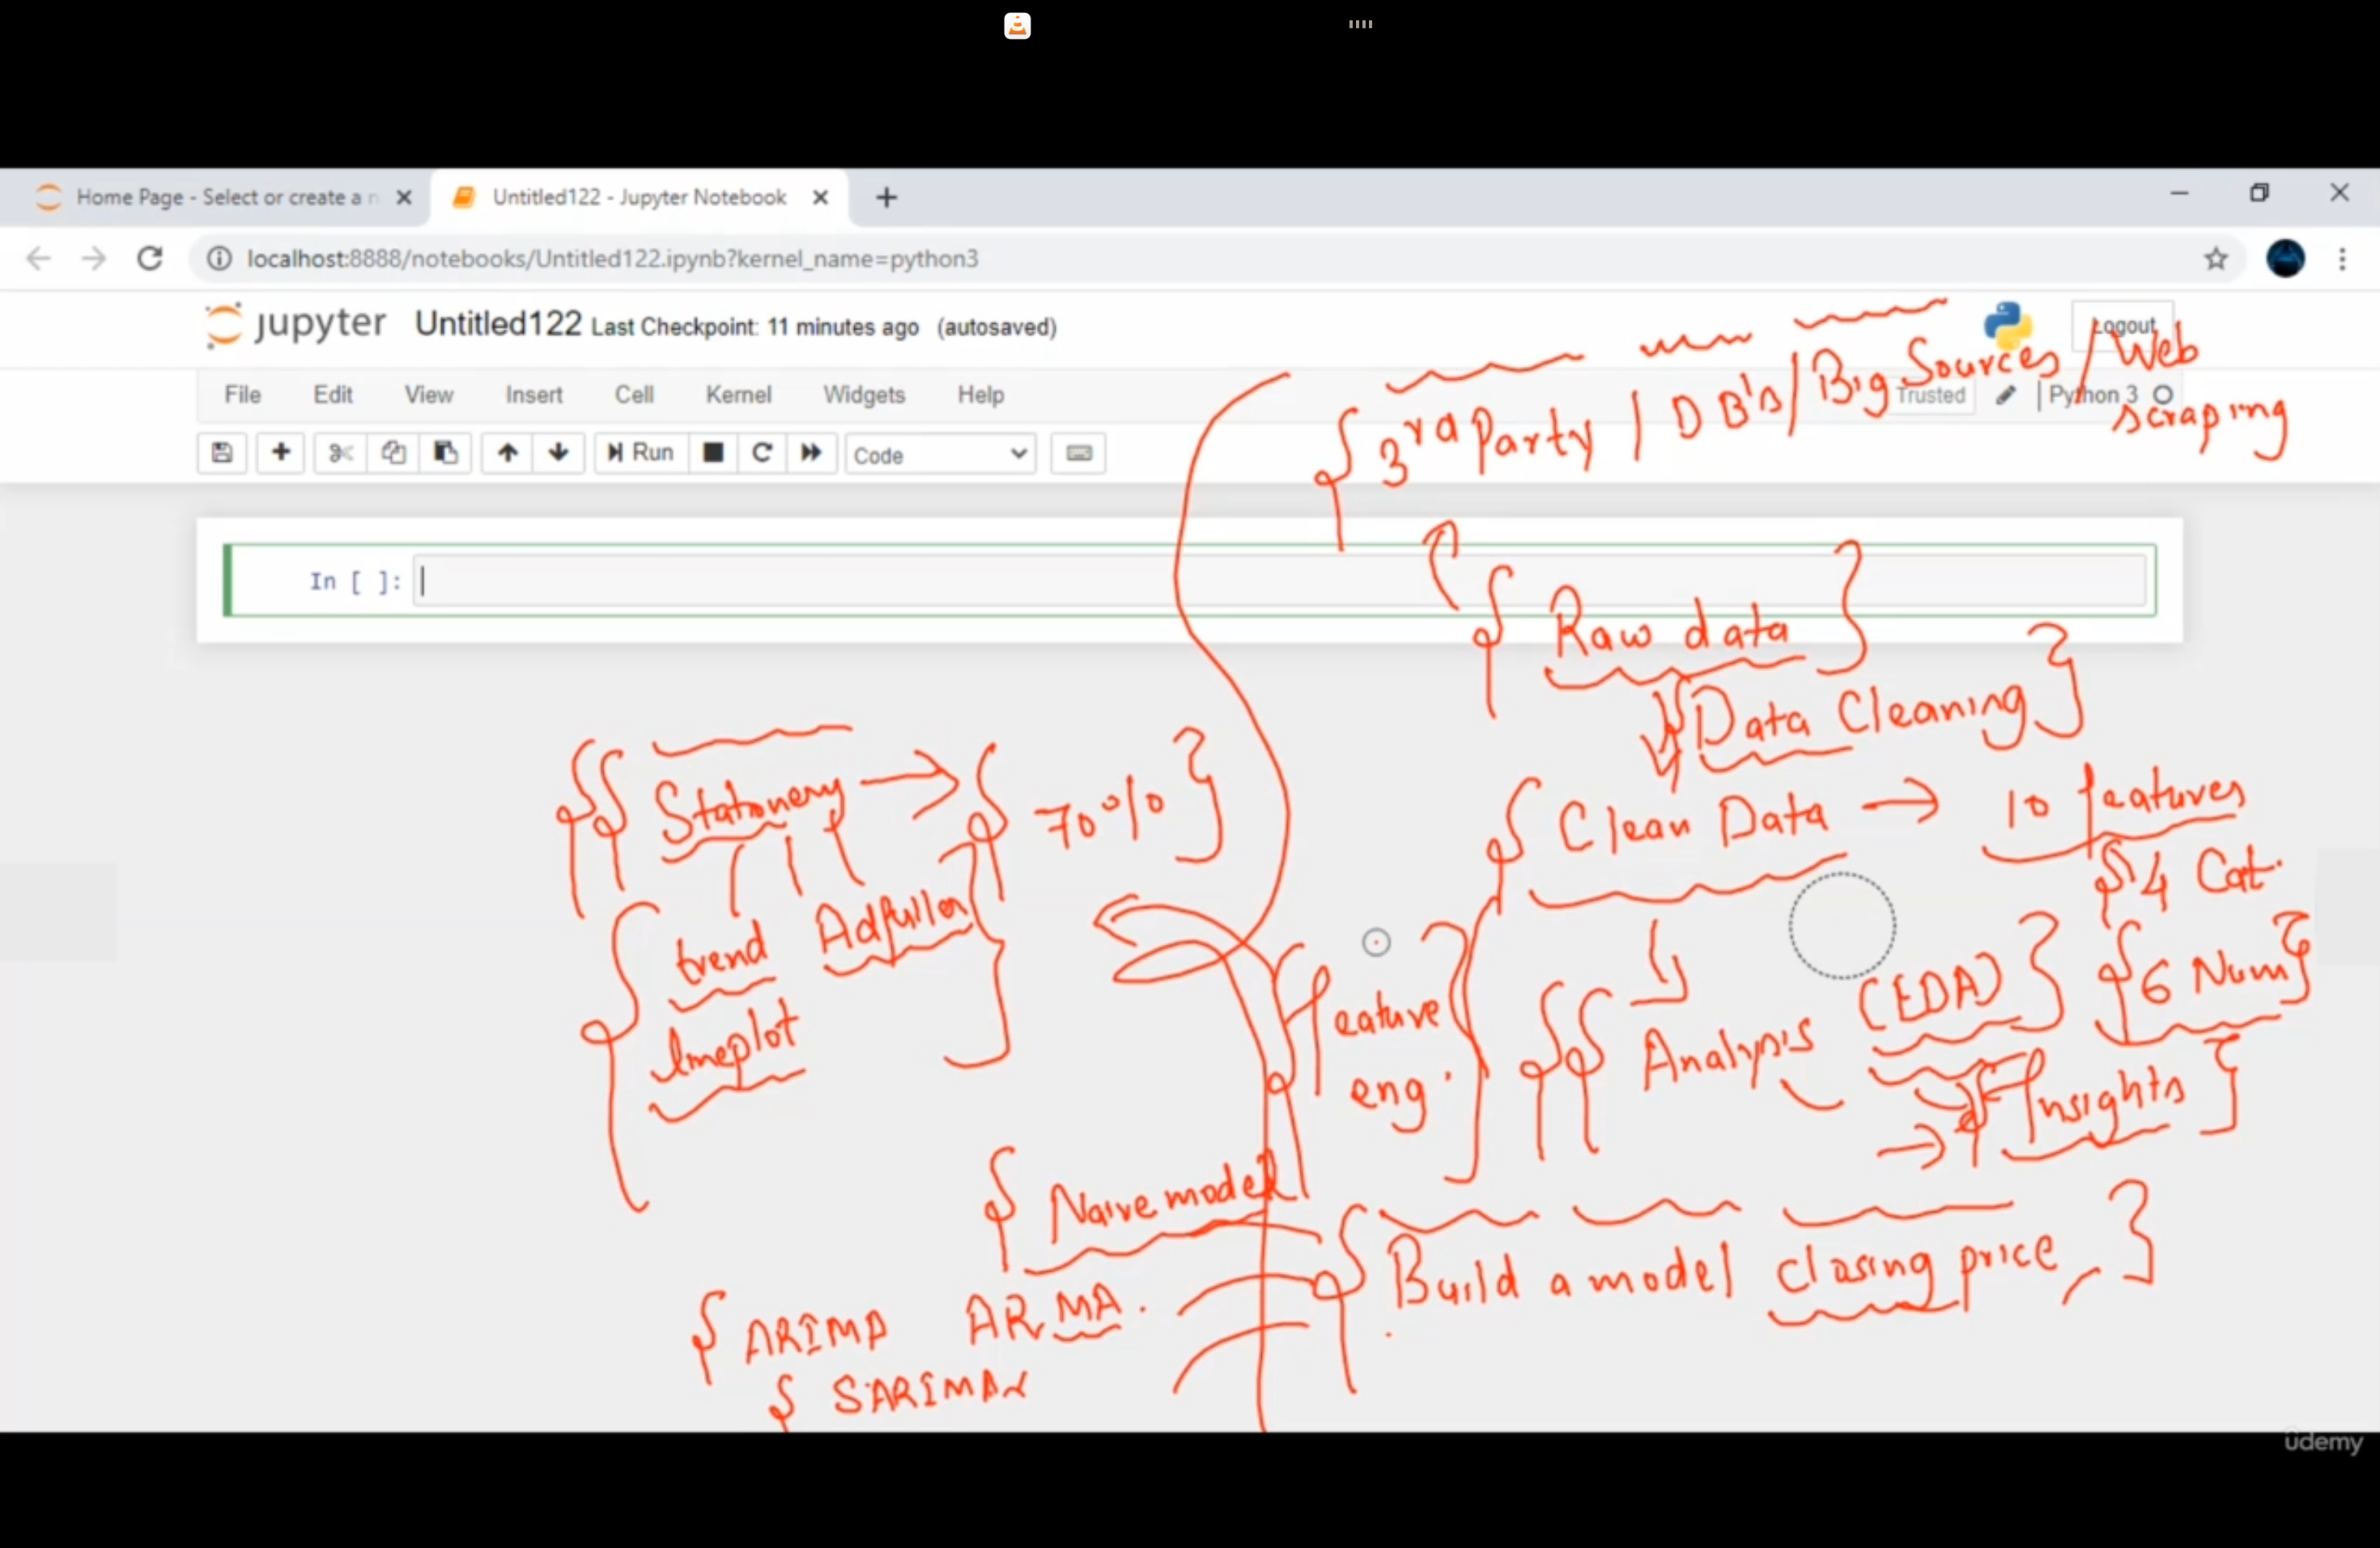 Home Page - Select or create a n
Untitled122 - Jupyter Notebook
localhost:8888/notebooks/Untitled122.ipynb?kernel_name=python3
jupyter Untitled122 Last Checkpoint: 11 minutes ago (autosaved)
Logout
File Edit View Insert Cell Kernel Widgets Help
Trusted Python 3
Run Code
In [ ]:
3rd Party / DB's / Big Sources / Web
scraping
Raw data
Data Cleaning
Stationery → 70%
Clean Data → 10 features
4 Cat.
6 Num
trend Adfuller
lineplot
feature
eng.
Analysis (EDA)
→ Insights
Naive model
Build a model closing price
ARIMA ARMA.
SARIMAX
udemy